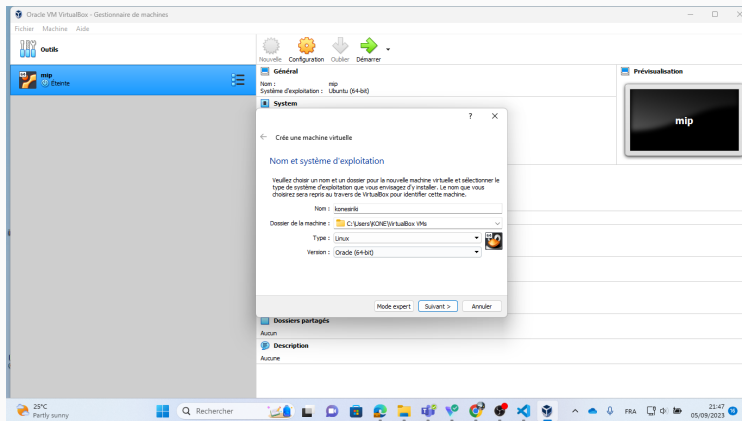 Oracle VM VirtualBox - Gestionnaire de machines
Fichier Machine Aide
Outils
Nouvelle Configuration Oublier Démarrer
mip
Éteinte
Général
Nom : mip
Système d'exploitation : Ubuntu (64-bit)
System
Prévisualisation
mip
? X
Crée une machine virtuelle
Nom et système d'exploitation
Veuillez choisir un nom et un dossier pour la nouvelle machine virtuelle et sélectionner le
type de système d'exploitation que vous envisagez d'y installer. Le nom que vous
choisirez sera repris au travers de VirtualBox pour identifier cette machine.
Nom : konesiriki
Dossier de la machine : C:\Users\KONE\VirtualBox VMs
Type : Linux
Version : Oracle (64-bit)
Mode expert Suivant > Annuler
Dossiers partagés
Aucun
Description
Aucune
25°C
Partly sunny
Rechercher
FRA
21:47
05/09/2023